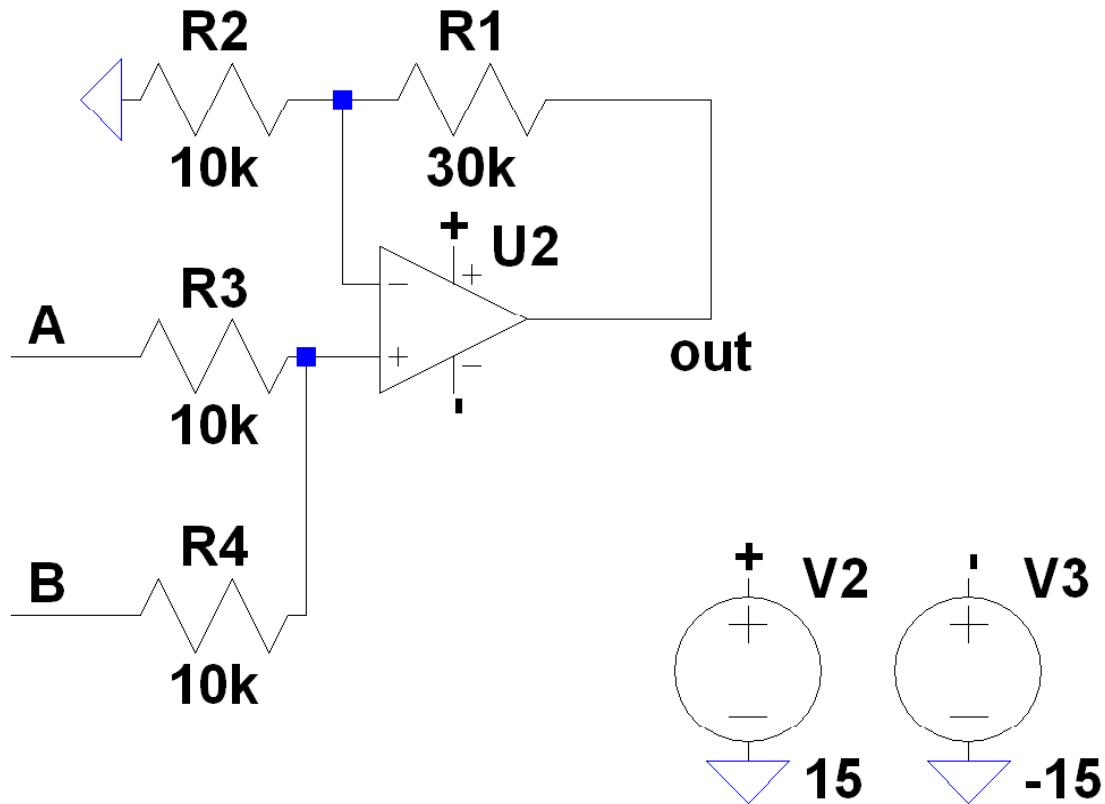 R2 R1
10k 30k
+
U2
+
R3
−
A
+
out
−
-
10k
R4
B
+ V2 - V3
+ +
10k
− −
15 -15